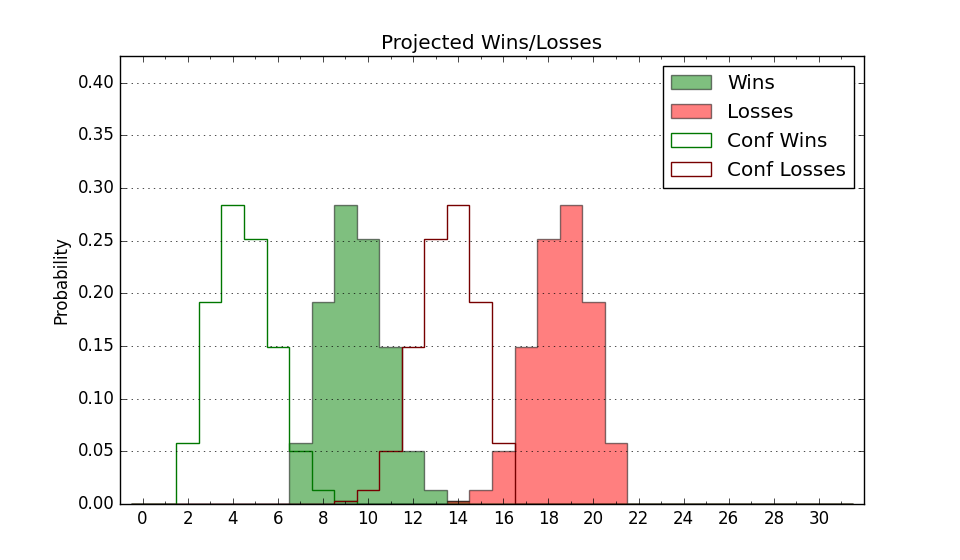 Projected Wins/Losses
0.40
0.35
0.30
0.25
0.20
0.15
0.10
0.05
0.00
Probability
Wins
Losses
Conf Wins
Conf Losses
0 2 4 6 8 10 12 14 16 18 20 22 24 26 28 30